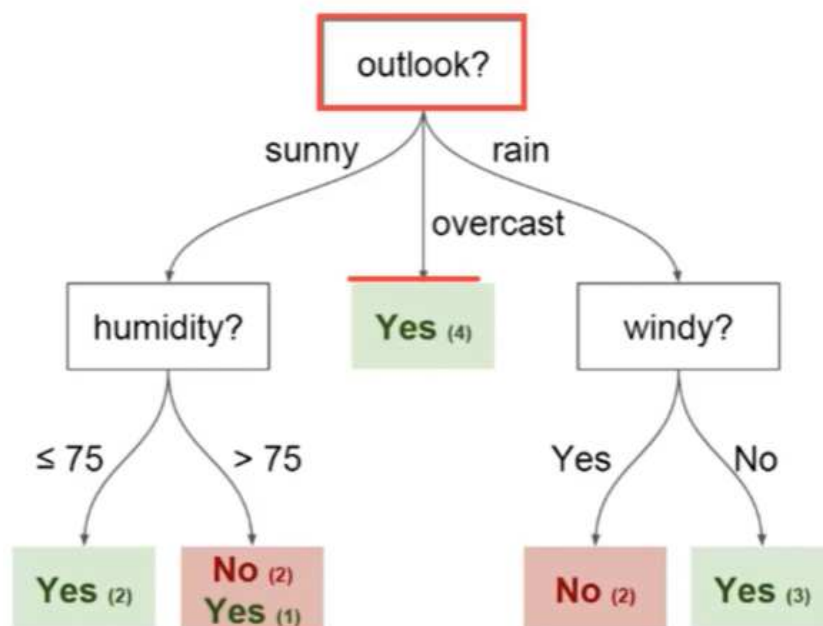 outlook?
sunny
rain
overcast
humidity?
Yes (4)
windy?
≤ 75
> 75
Yes
No
Yes (2)
No (2)
Yes (1)
No (2)
Yes (3)